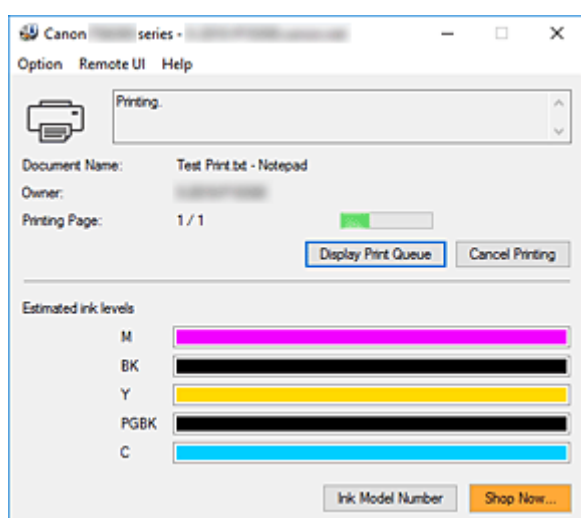 Canon series -
Option Remote UI Help
Printing.
Document Name: Test Print.txt - Notepad
Owner:
Printing Page: 1 / 1
Display Print Queue Cancel Printing
Estimated ink levels
M
BK
Y
PGBK
C
Ink Model Number Shop Now...